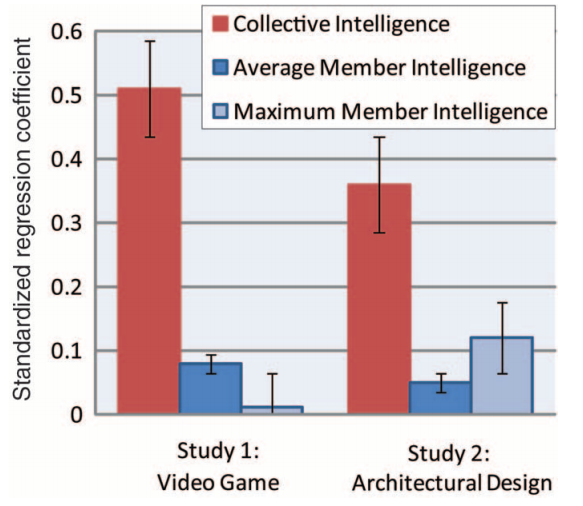 Collective Intelligence
Average Member Intelligence
Maximum Member Intelligence
Standardized regression coefficient
0.6
0.5
0.4
0.3
0.2
0.1
0
Study 1:
Video Game
Study 2:
Architectural Design